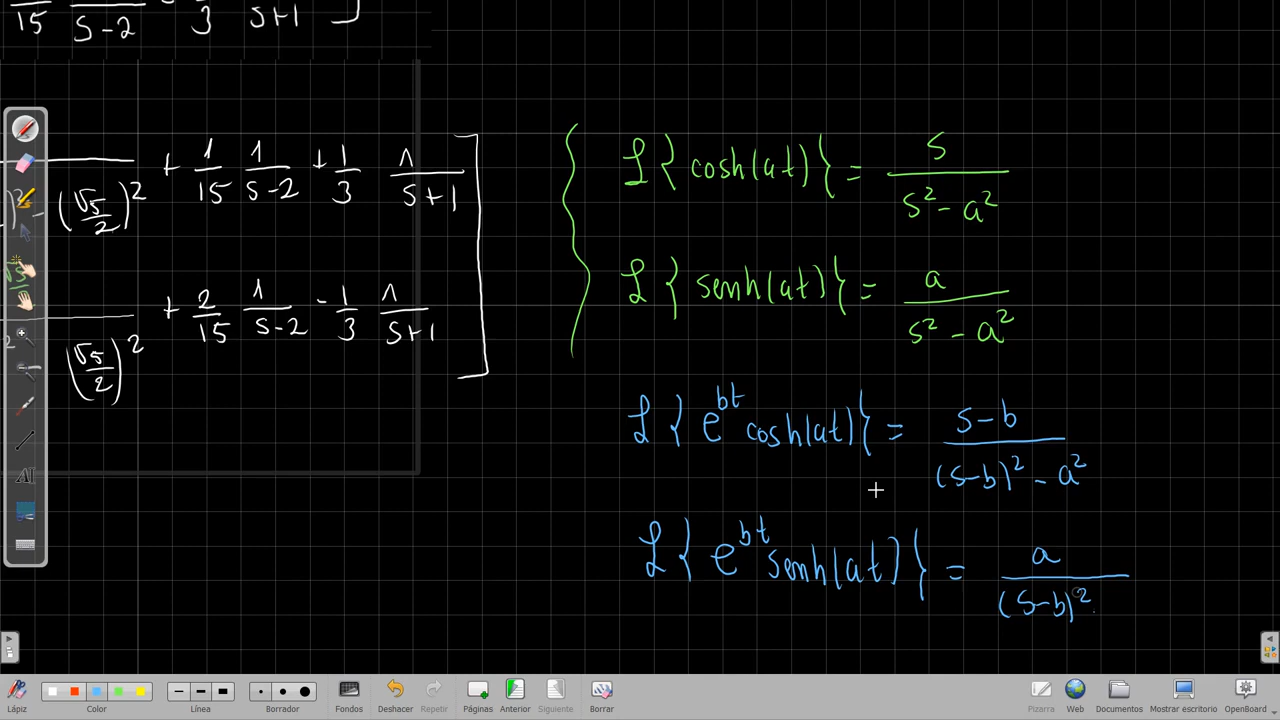 15 s-2 3 s+1 ]
(√5/2)² + 1/15 1/(s-2) + 1/3 1/(s+1)
(√5/2)² + 2/15 1/(s-2) - 1/3 1/(s+1)
ℒ{cosh(at)} = s/(s²-a²)
ℒ{senh(at)} = a/(s²-a²)
ℒ{e^bt cosh(at)} = (s-b)/((s-b)²-a²)
ℒ{e^bt senh(at)} = a/(s-b)²
Lápiz Color Línea Borrador Fondos Deshacer Repetir Páginas Anterior Siguiente Borrar Pizarra Web Documentos Mostrar escritorio OpenBoard